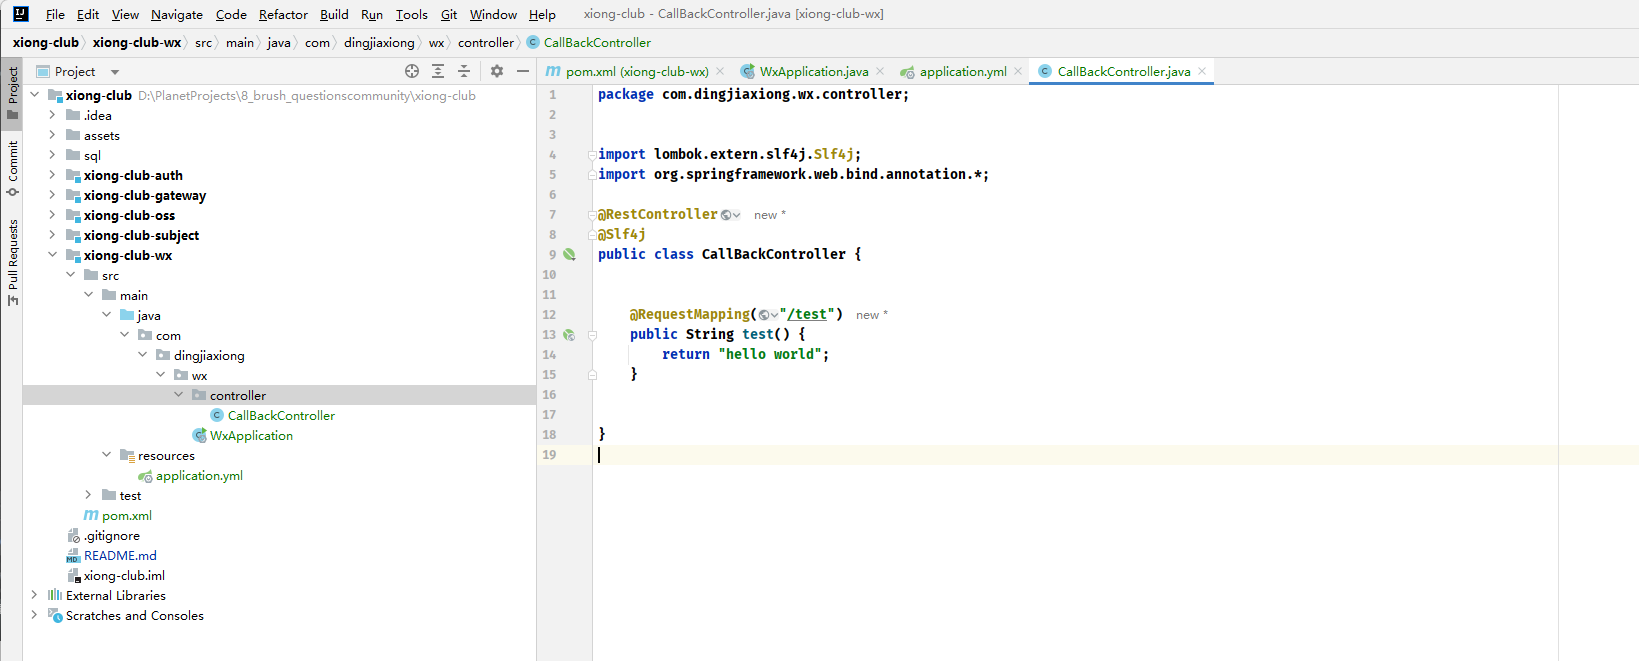 File Edit View Navigate Code Refactor Build Run Tools Git Window Help xiong-club - CallBackController.java [xiong-club-wx]
xiong-club xiong-club-wx src main java com dingjiaxiong wx controller CallBackController
Project
Commit
Pull Requests
Project
xiong-club D:\PlanetProjects\8_brush_questionscommunity\xiong-club
.idea
assets
sql
xiong-club-auth
xiong-club-gateway
xiong-club-oss
xiong-club-subject
xiong-club-wx
src
main
java
com
dingjiaxiong
wx
controller
CallBackController
WxApplication
resources
application.yml
test
pom.xml
.gitignore
README.md
xiong-club.iml
External Libraries
Scratches and Consoles
pom.xml (xiong-club-wx) WxApplication.java application.yml CallBackController.java
1 package com.dingjiaxiong.wx.controller;
2
3
4 import lombok.extern.slf4j.Slf4j;
5 import org.springframework.web.bind.annotation.*;
6
7 @RestController new *
8 @Slf4j
9 public class CallBackController {
10
11
12 @RequestMapping("/test") new *
13 public String test() {
14 return "hello world";
15 }
16
17
18 }
19